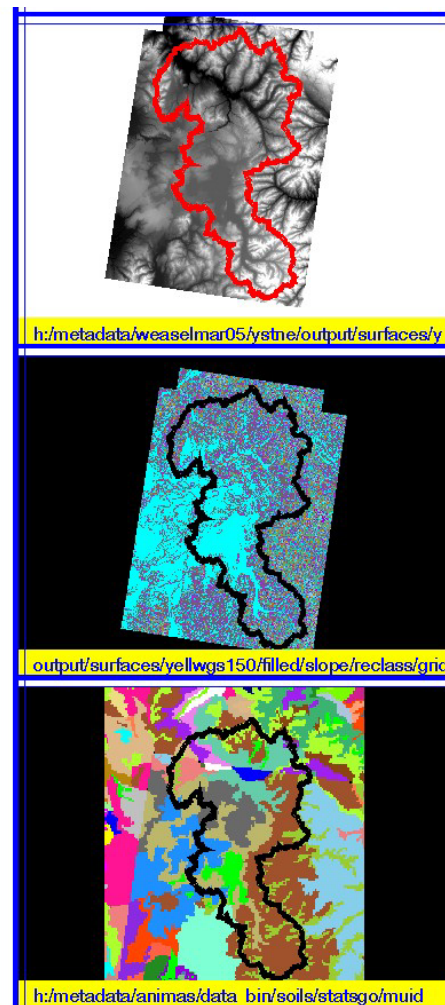 h:/metadata/weaselmar05/ystne/output/surfaces/y
output/surfaces/yellwgs150/filled/slope/reclass/grid
h:/metadata/animas/data_bin/soils/statsgo/muid